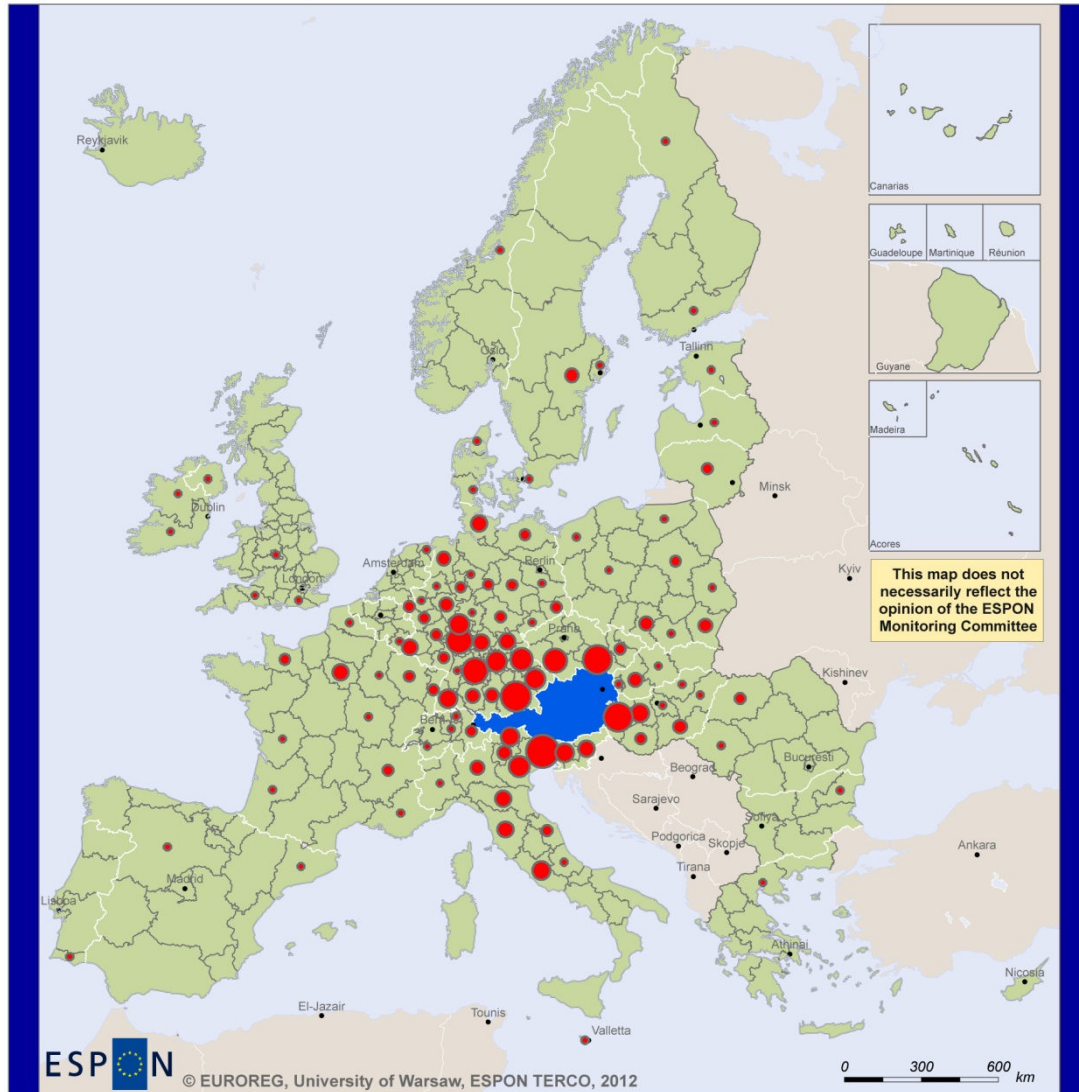 Reykjavik
Canarias
Guadeloupe
Martinique
Réunion
Oslo
Tallinn
Guyane
Madeira
Minsk
Dublin
Acores
Amsterdam
Berlin
London
Kyiv
This map does not
necessarily reflect the
opinion of the ESPON
Monitoring Committee
Praha
Kishinev
Bern
Bucuresti
Beograd
Sarajevo
Sofiya
Podgorica
Skopje
Ankara
Tirana
Madrid
Lisboa
Athinai
Nicosia
El-Jazair
Tounis
Valletta
ESPON
© EUROREG, University of Warsaw, ESPON TERCO, 2012
0 300 600
km